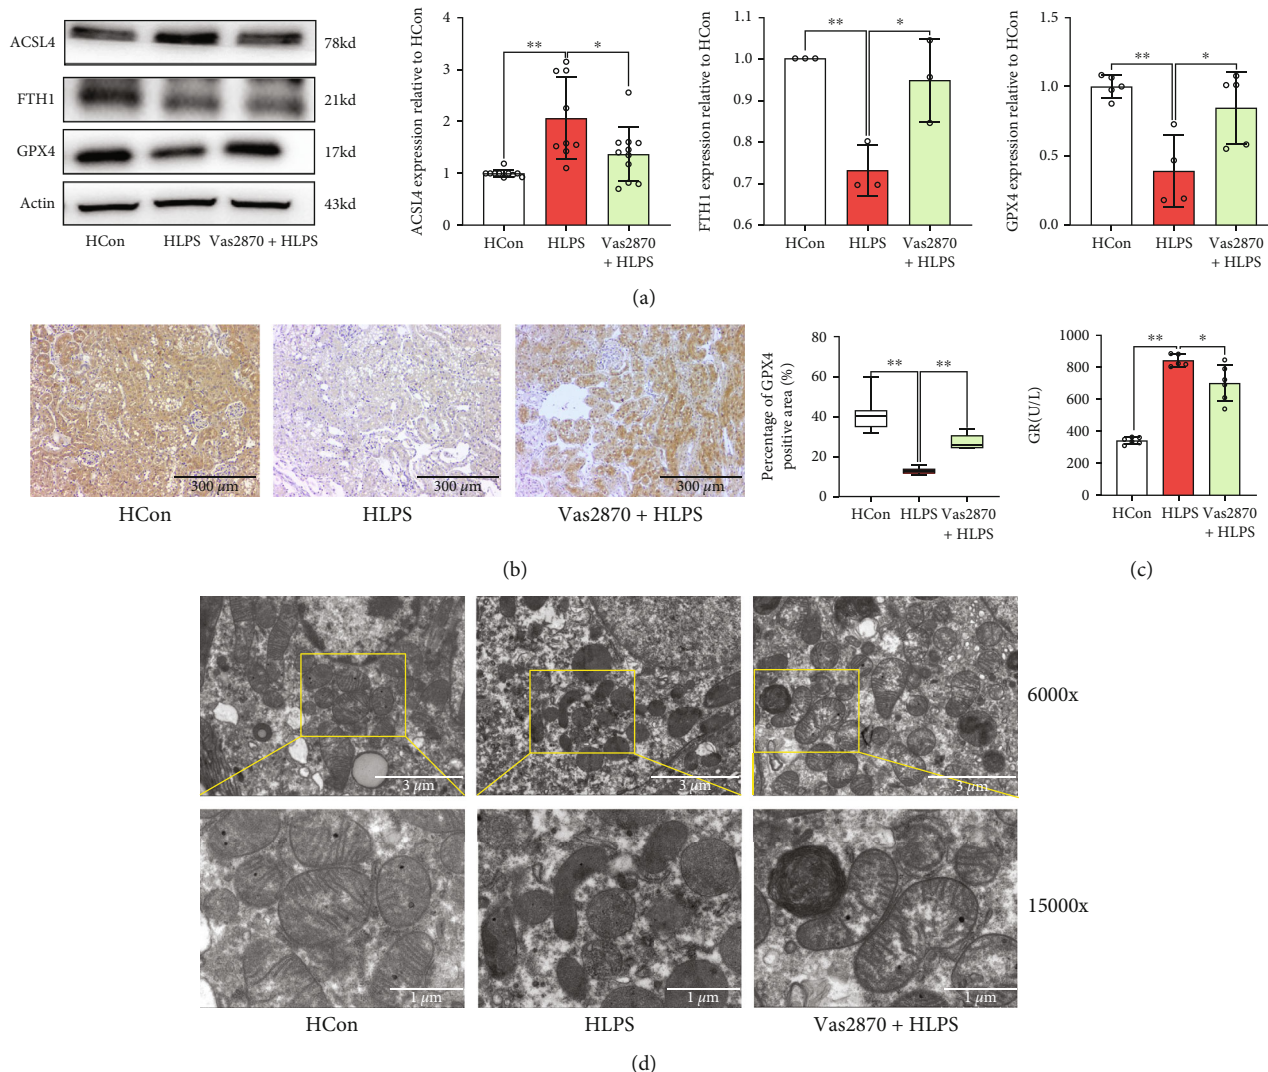 ACSL4
78kd
FTH1
21kd
GPX4
17kd
Actin
43kd
HCon HLPS Vas2870 + HLPS
ACSL4 expression relative to HCon
4
3
2
1
0
** *
HCon HLPS Vas2870
+ HLPS
FTH1 expression relative to HCon
1.1
1.0
0.9
0.8
0.7
0.6
** *
HCon HLPS Vas2870
+ HLPS
GPX4 expression relative to HCon
1.5
1.0
0.5
0.0
** *
HCon HLPS Vas2870
+ HLPS
(a)
300 μm
300 μm
300 μm
HCon HLPS Vas2870 + HLPS
Percentage of GPX4
positive area (%)
80
60
40
20
0
** **
HCon HLPS Vas2870
+ HLPS
(b)
GR(U/L)
1000
800
600
400
200
0
** *
HCon HLPS Vas2870
+ HLPS
(c)
3 μm
3 μm
3 μm
6000x
1 μm
1 μm
1 μm
15000x
HCon HLPS Vas2870 + HLPS
(d)